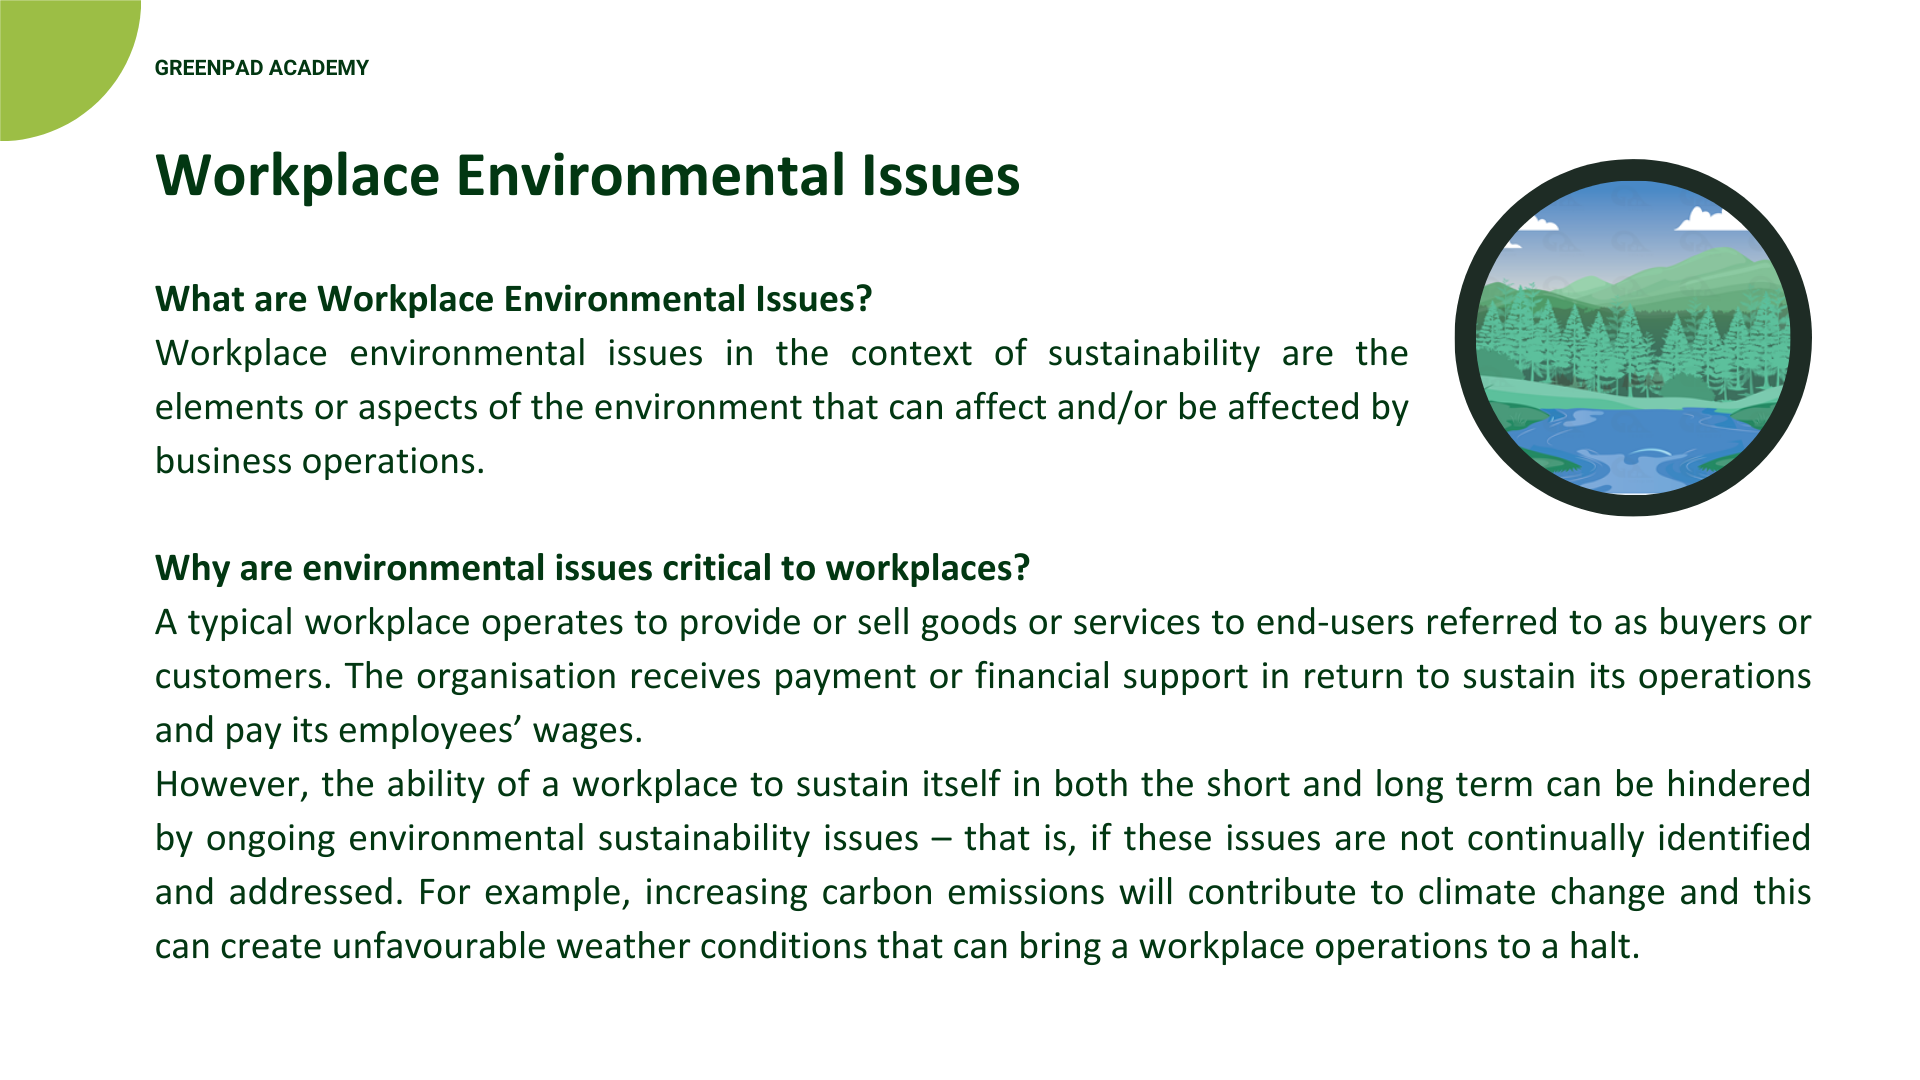 GREENPAD ACADEMY
Workplace Environmental Issues
What are Workplace Environmental Issues?
Workplace environmental issues in the context of sustainability are the
elements or aspects of the environment that can affect and/or be affected by
business operations.
Why are environmental issues critical to workplaces?
A typical workplace operates to provide or sell goods or services to end-users referred to as buyers or
customers. The organisation receives payment or financial support in return to sustain its operations
and pay its employees’ wages.
However, the ability of a workplace to sustain itself in both the short and long term can be hindered
by ongoing environmental sustainability issues – that is, if these issues are not continually identified
and addressed. For example, increasing carbon emissions will contribute to climate change and this
can create unfavourable weather conditions that can bring a workplace operations to a halt.